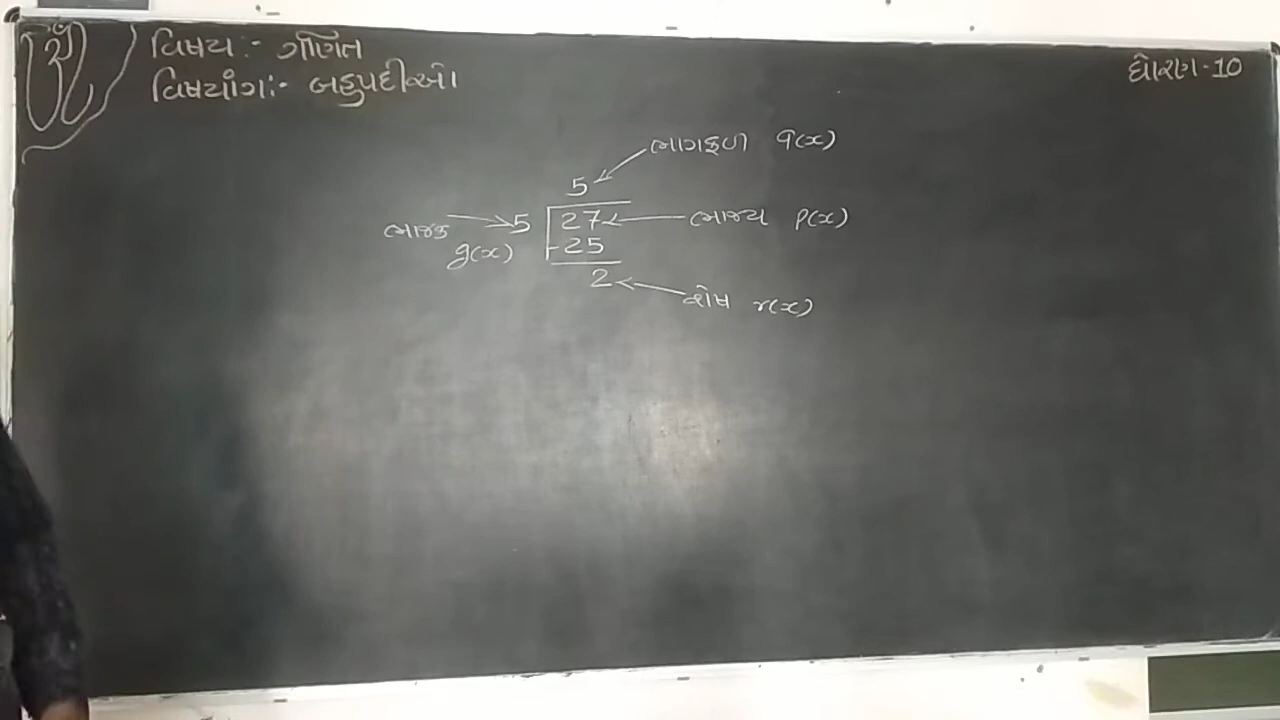 વિષય :- ગણિત
વિષયાંગ :- બહુપદીઓ
ધોરણ - 10
ભાગફળ q(x)
5
ભાજક 5 27 ભાજ્ય p(x)
g(x) -25
2
શેષ r(x)